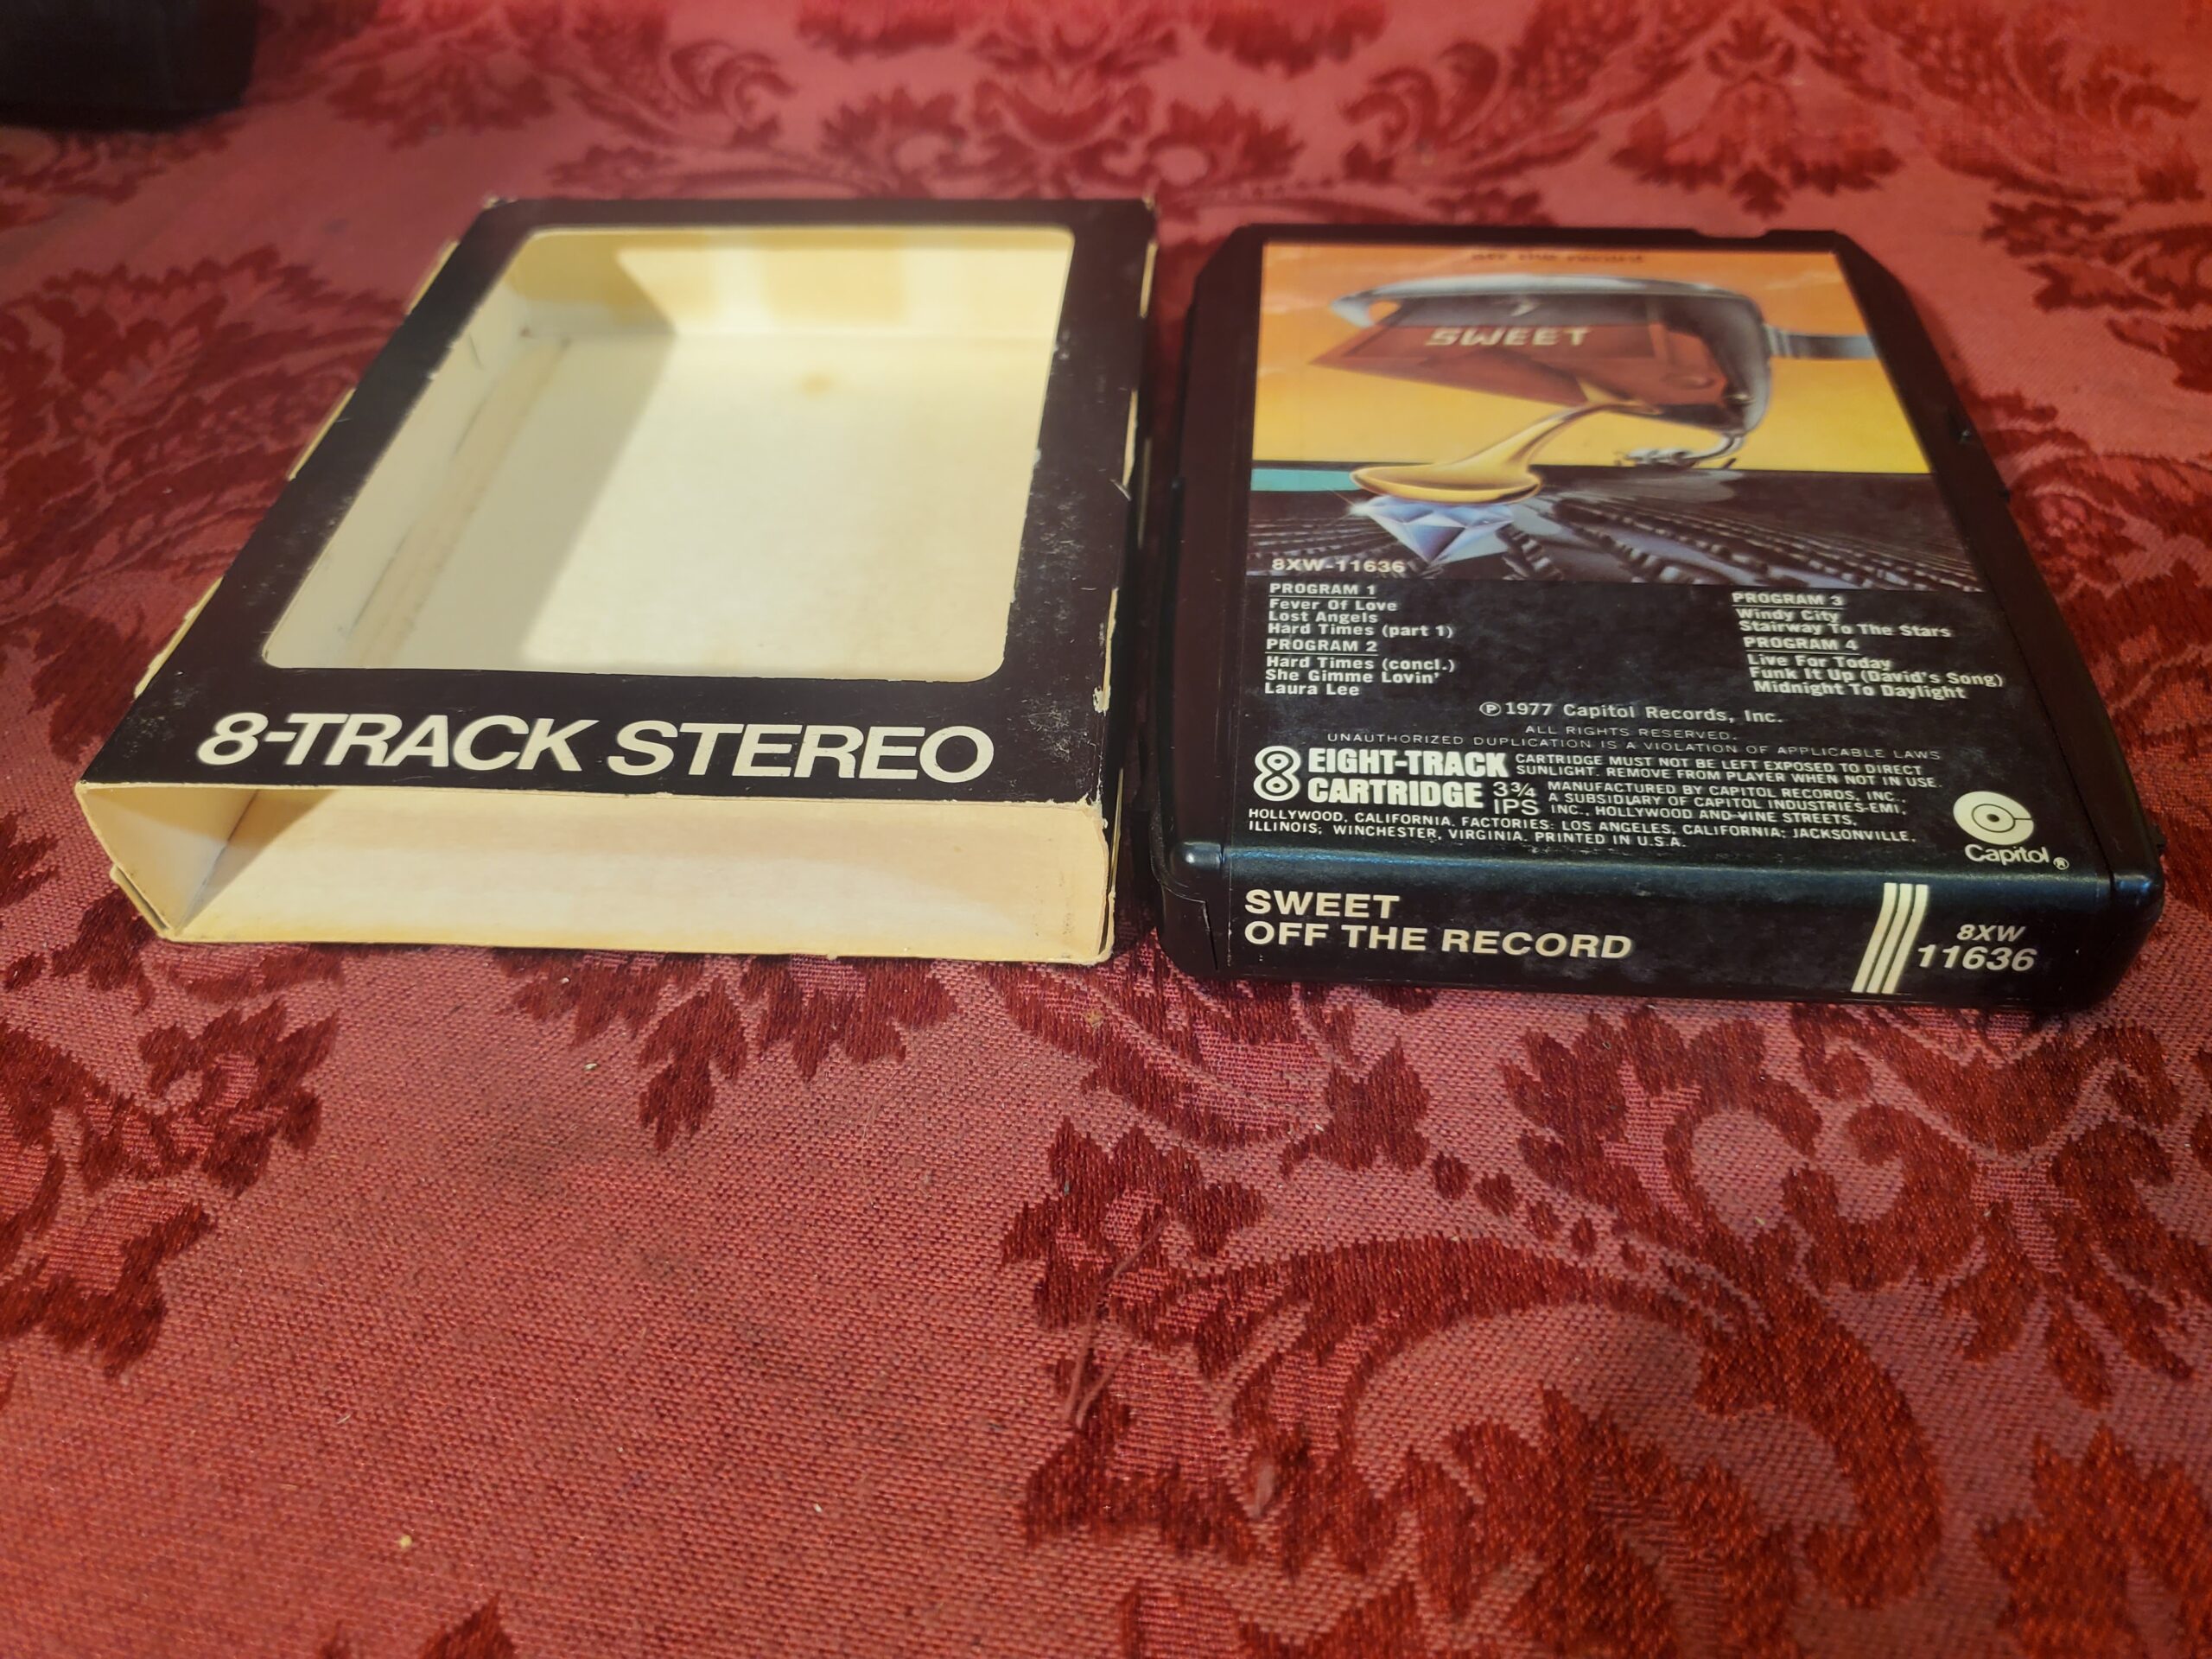 8-TRACK STEREO
off the record
SWEET
8XW-11636
PROGRAM 1
Fever Of Love
Lost Angels
Hard Times (part 1)
PROGRAM 2
Hard Times (concl.)
She Gimme Lovin'
Laura Lee
PROGRAM 3
Windy City
Stairway To The Stars
PROGRAM 4
Live For Today
Funk It Up (David's Song)
Midnight To Daylight
℗ 1977 Capitol Records, Inc.
ALL RIGHTS RESERVED.
UNAUTHORIZED DUPLICATION IS A VIOLATION OF APPLICABLE LAWS
8 EIGHT-TRACK
CARTRIDGE
3¾
IPS
CARTRIDGE MUST NOT BE LEFT EXPOSED TO DIRECT
SUNLIGHT. REMOVE FROM PLAYER WHEN NOT IN USE.
MANUFACTURED BY CAPITOL RECORDS, INC.,
A SUBSIDIARY OF CAPITOL INDUSTRIES-EMI,
INC., HOLLYWOOD AND VINE STREETS,
HOLLYWOOD, CALIFORNIA. FACTORIES: LOS ANGELES, CALIFORNIA; JACKSONVILLE,
ILLINOIS; WINCHESTER, VIRGINIA. PRINTED IN U.S.A.
Capitol®
SWEET
OFF THE RECORD
8XW
11636